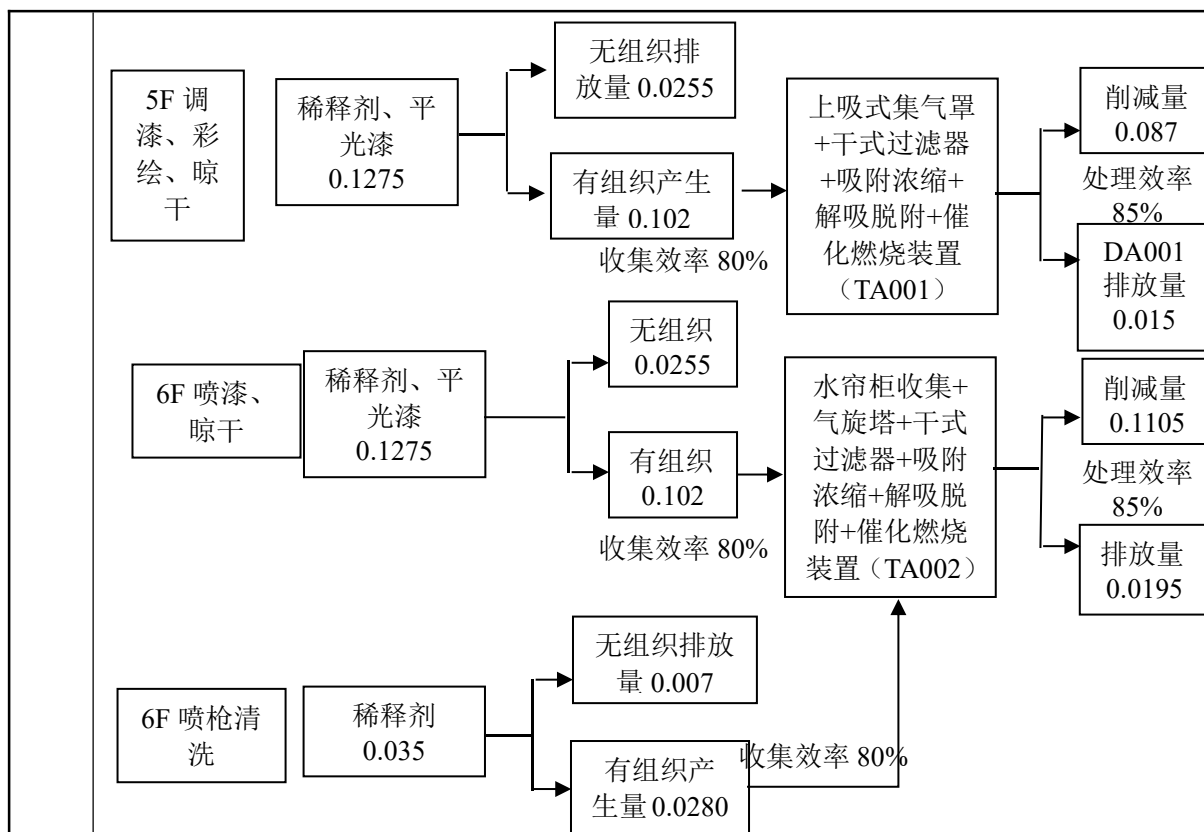 5F 调
漆、彩
绘、晾
干
稀释剂、平
光漆
0.1275
无组织排
放量 0.0255
有组织产生
量 0.102
收集效率 80%
上吸式集气罩
+干式过滤器
+吸附浓缩+
解吸脱附+催
化燃烧装置
（TA001）
削减量
0.087
处理效率
85%
DA001
排放量
0.015
6F 喷漆、
晾干
稀释剂、平
光漆
0.1275
无组织
0.0255
有组织
0.102
收集效率 80%
水帘柜收集+
气旋塔+干式
过滤器+吸附
浓缩+解吸脱
附+催化燃烧
装置（TA002）
削减量
0.1105
处理效率
85%
排放量
0.0195
6F 喷枪清
洗
稀释剂
0.035
无组织排放
量 0.007
有组织产
生量 0.0280
收集效率 80%